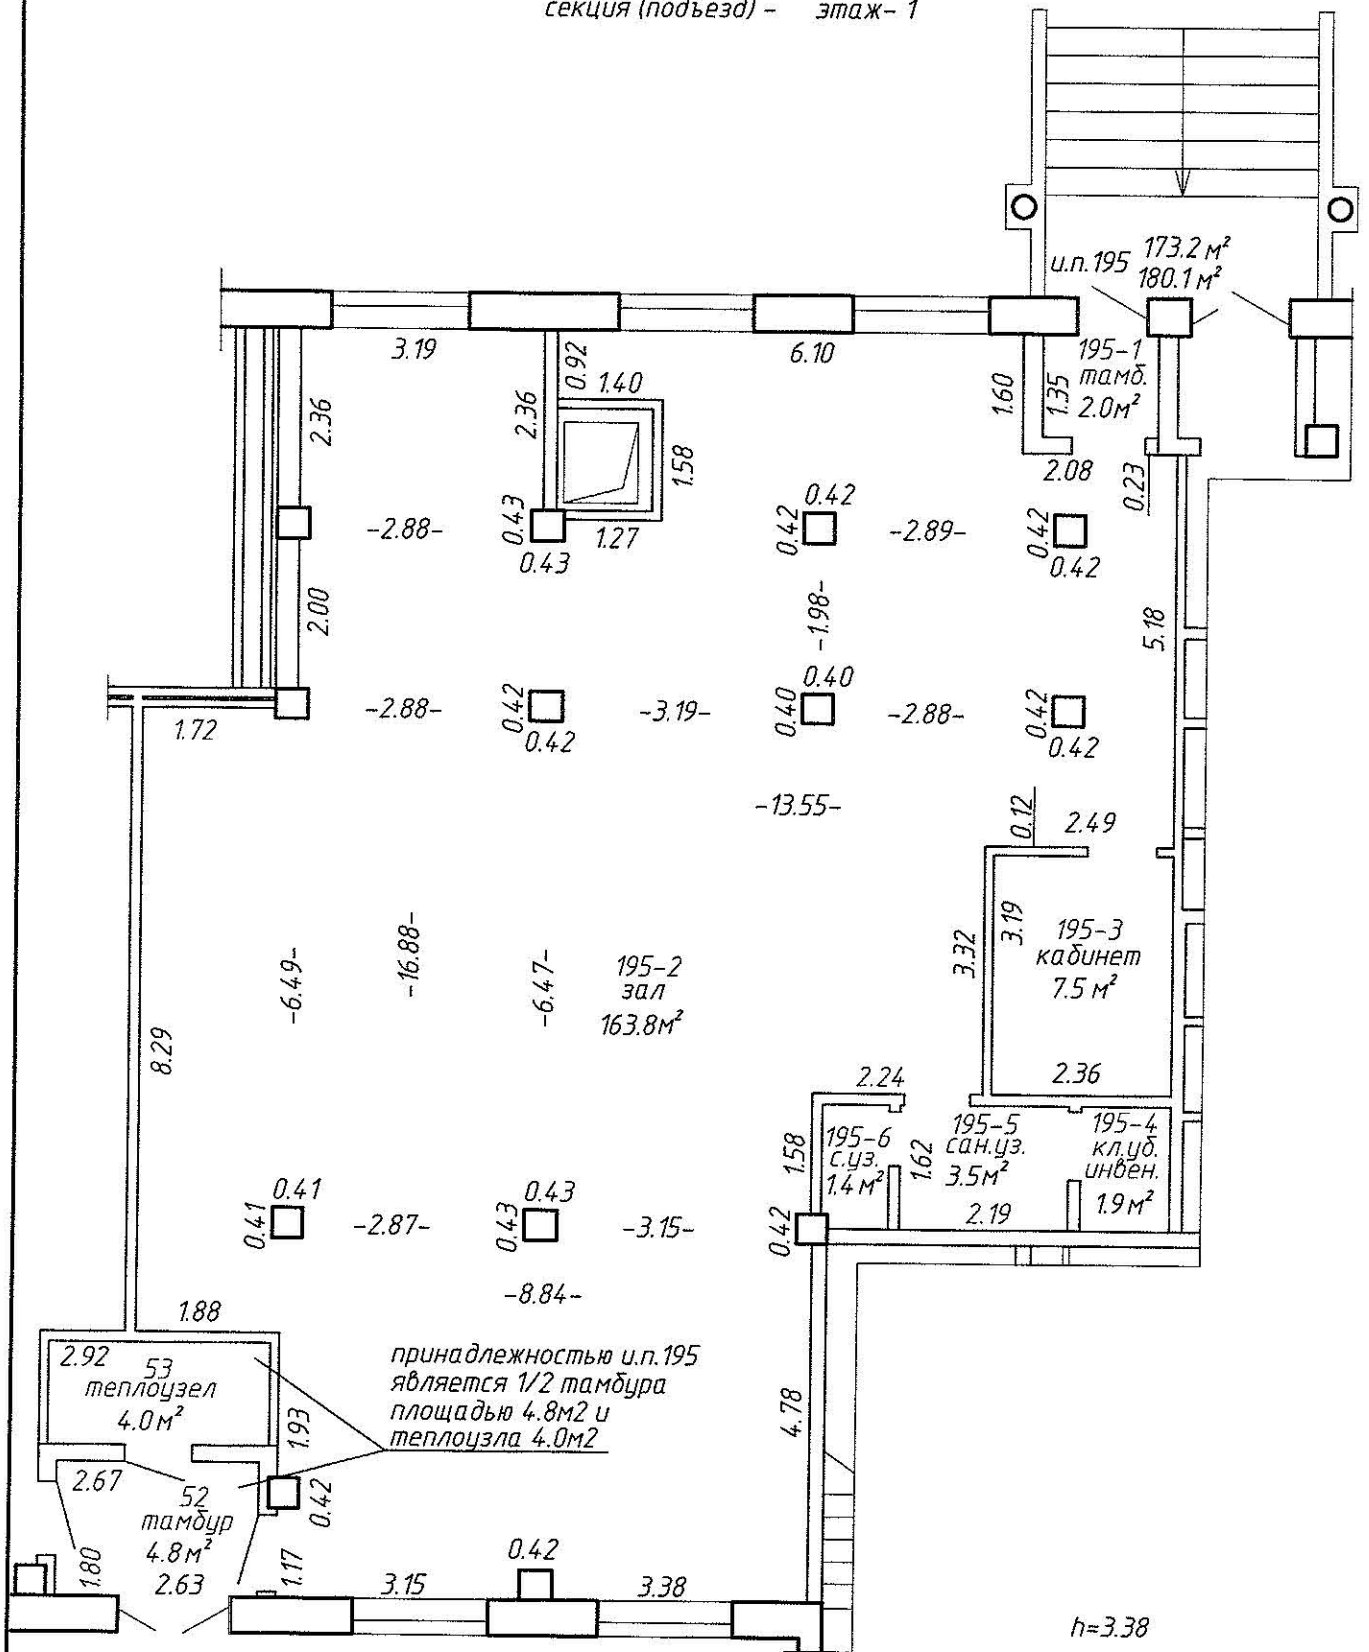 секция (подъезд) - этаж- 1
173.2 м²
и.п.195
180.1 м²
3.19
0.92
6.10
195-1
тамб.
2.0м²
1.60
1.35
1.40
2.36
2.36
1.58
2.08
0.23
0.42
-2.88-
0.43
0.42
-2.89-
0.42
1.27
0.43
0.42
2.00
-1.98-
5.18
0.40
-2.88-
0.42
-3.19-
0.40
-2.88-
0.42
1.72
0.42
0.42
-13.55-
0.12
2.49
195-3
кабинет
7.5 м²
3.19
3.32
-16.88-
-6.49-
-6.47-
195-2
зал
163.8м²
8.29
2.24
2.36
195-6
с.уз.
1.4 м²
195-5
сан.уз.
3.5м²
195-4
кл.уб.
инвен.
1.9 м²
1.58
1.62
2.19
0.41
0.41
-2.87-
0.43
0.43
-3.15-
0.42
-8.84-
1.88
2.92
53
теплоузел
4.0 м²
1.93
принадлежностью и.п.195
является 1/2 тамбура
площадью 4.8м2 и
теплоузла 4.0м2
4.78
2.67
52
тамбур
4.8 м²
0.42
1.80
2.63
1.17
3.15
0.42
3.38
h=3.38